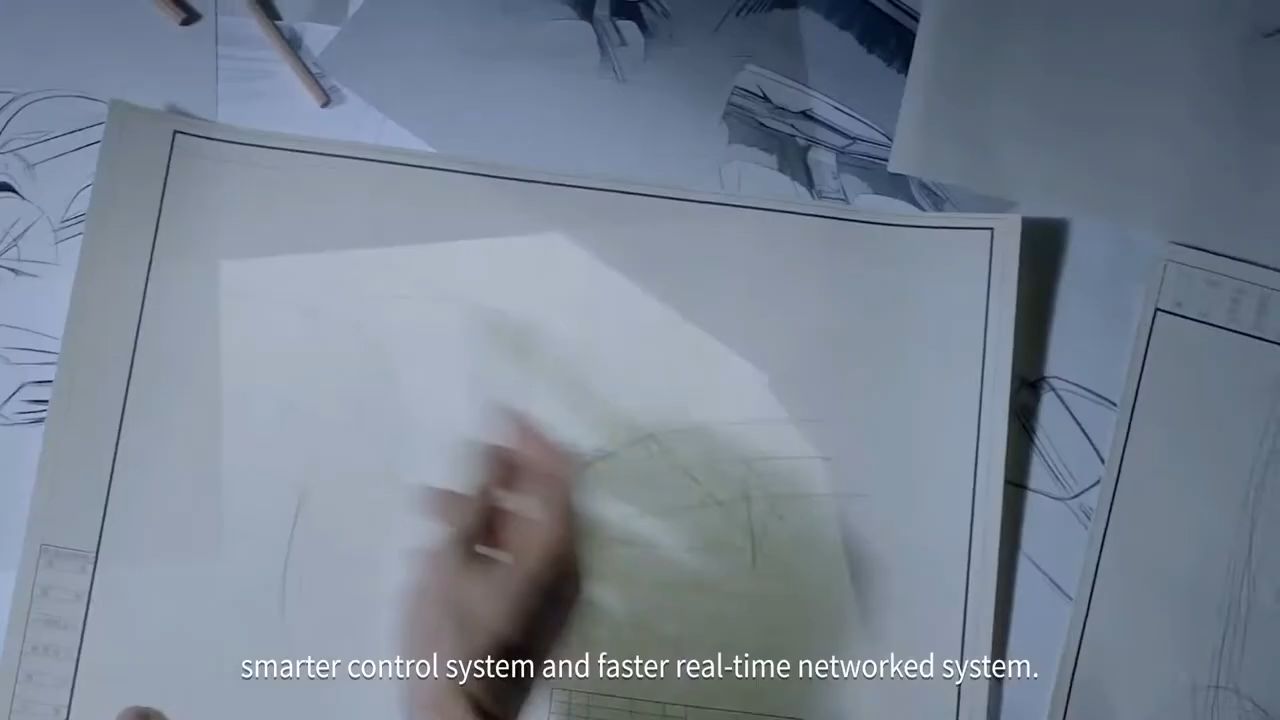 smarter control system and faster real-time networked system.